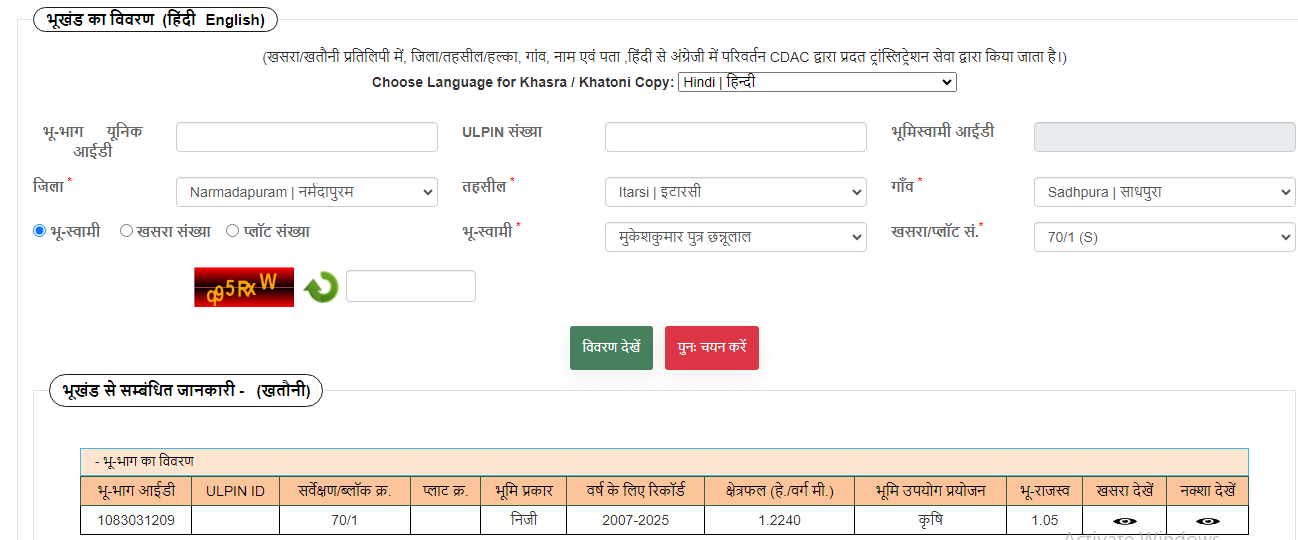 भूखंड का विवरण (हिंदी English)
(खसरा/खतौनी प्रतिलिपी में, जिला/तहसील/हल्का, गांव, नाम एवं पता ,हिंदी से अंग्रेजी में परिवर्तन CDAC द्वारा प्रदत ट्रांस्लिट्रेशन सेवा द्वारा किया जाता है।)
Choose Language for Khasra / Khatoni Copy: Hindi | हिन्दी
भू-भाग यूनिक आईडी
ULPIN संख्या
भूमिस्वामी आईडी
जिला * Narmadapuram | नर्मदापुरम
तहसील * Itarsi | इटारसी
गाँव * Sadhpura | साधपुरा
भू-स्वामी खसरा संख्या प्लॉट संख्या
भू-स्वामी * मुकेशकुमार पुत्र छन्नूलाल
खसरा/प्लॉट सं.* 70/1 (S)
q95RxW
विवरण देखें पुनः चयन करें
भूखंड से सम्बंधित जानकारी - (खतौनी)
- भू-भाग का विवरण
भू-भाग आईडी ULPIN ID सर्वेक्षण/ब्लॉक क्र. प्लाट क्र. भूमि प्रकार वर्ष के लिए रिकॉर्ड क्षेत्रफल (हे./वर्ग मी.) भूमि उपयोग प्रयोजन भू-राजस्व खसरा देखें नक्शा देखें
1083031209 70/1 निजी 2007-2025 1.2240 कृषि 1.05
Activate Windows